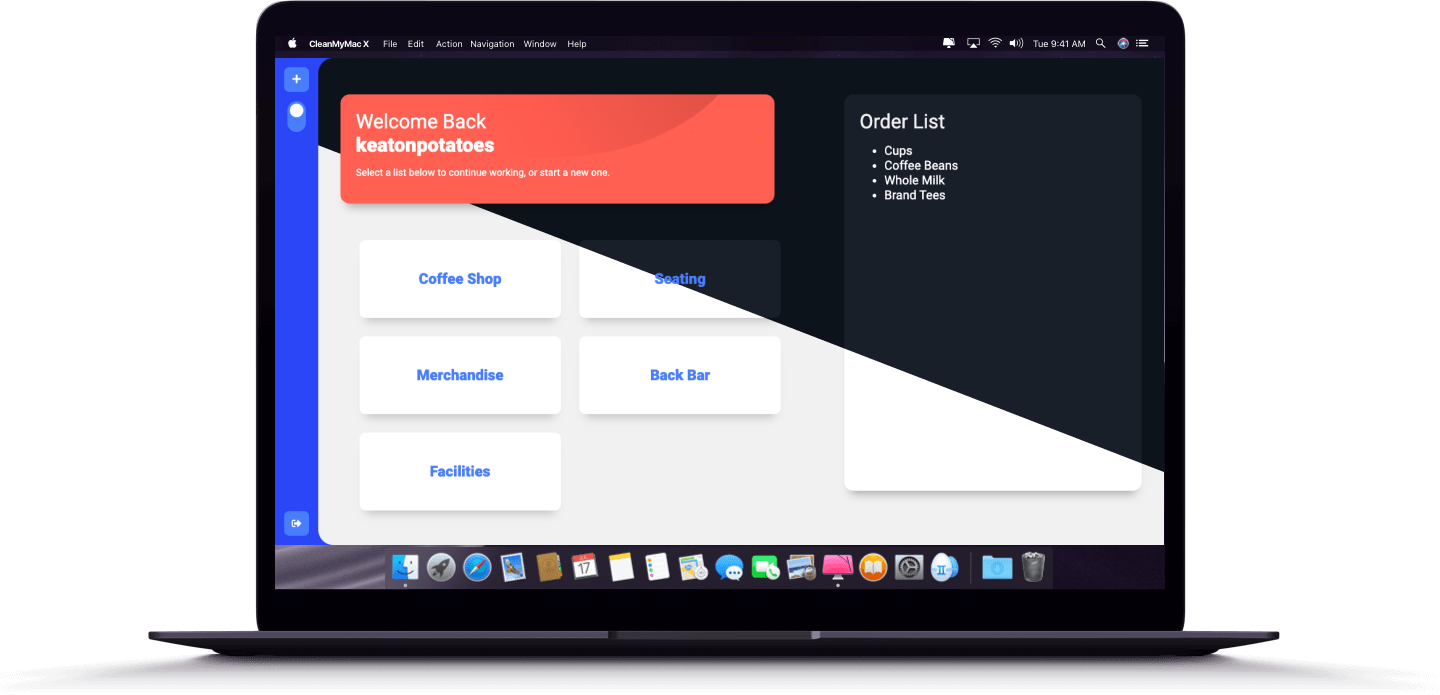 CleanMyMac X File Edit Action Navigation Window Help Tue 9:41 AM
Welcome Back
keatonpotatoes
Select a list below to continue working, or start a new one.
Coffee Shop
Seating
Merchandise
Back Bar
Facilities
Order List
Cups
Coffee Beans
Whole Milk
Brand Tees
17